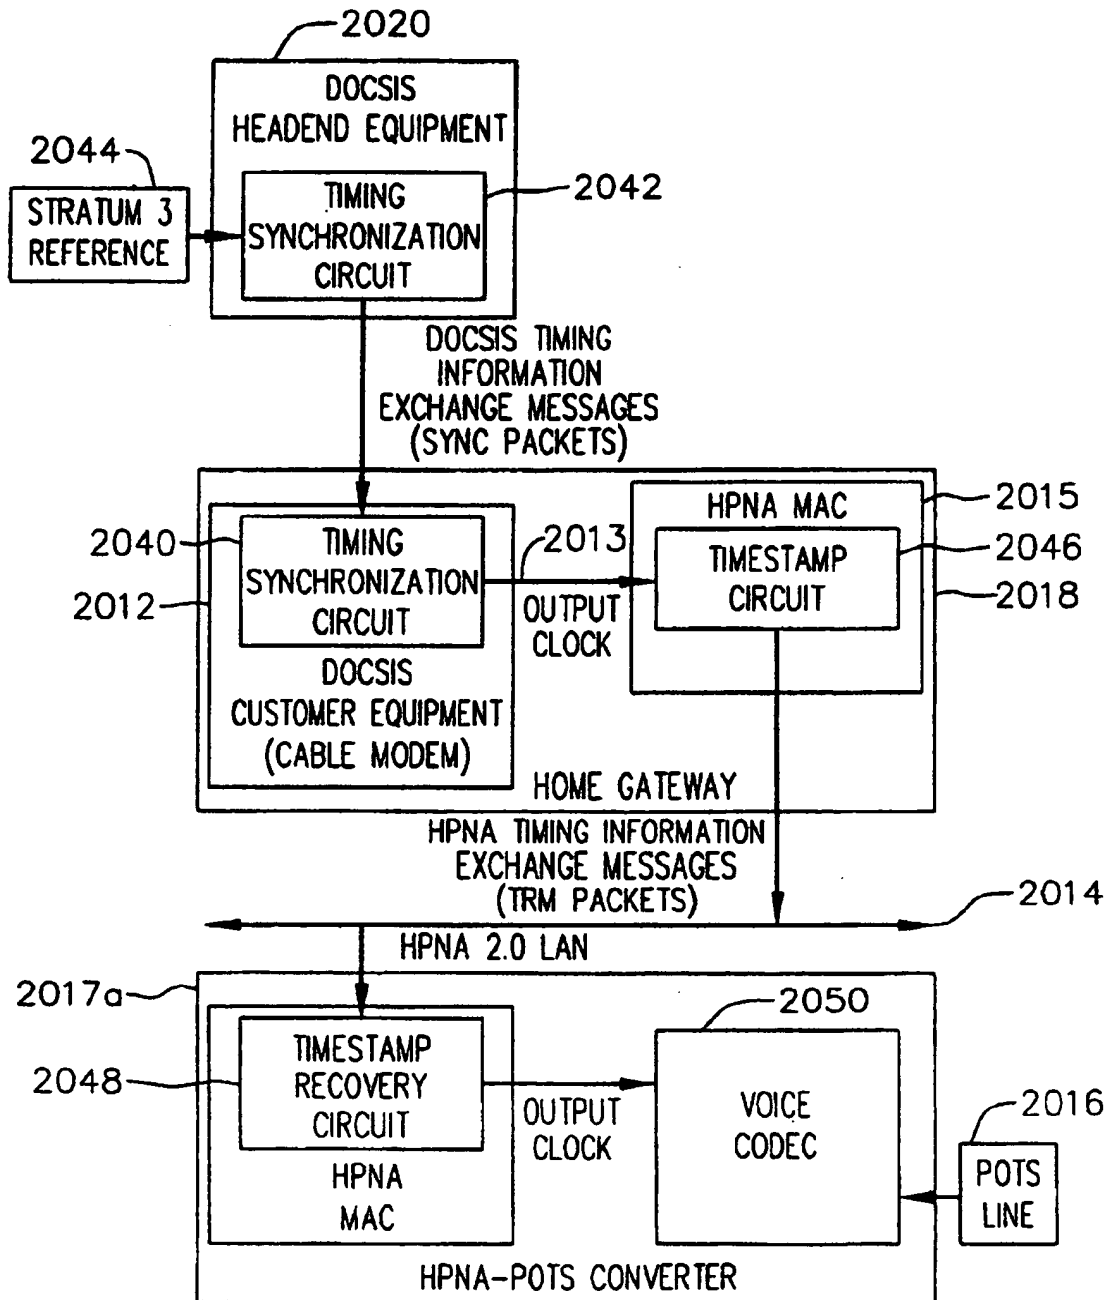 2020
DOCSIS
HEADEND EQUIPMENT
2044
STRATUM 3
REFERENCE
TIMING
SYNCHRONIZATION
CIRCUIT
2042
DOCSIS TIMING
INFORMATION
EXCHANGE MESSAGES
(SYNC PACKETS)
2040
TIMING
SYNCHRONIZATION
CIRCUIT
2012
DOCSIS
CUSTOMER EQUIPMENT
(CABLE MODEM)
2013
OUTPUT
CLOCK
HPNA MAC
2015
TIMESTAMP
CIRCUIT
2046
2018
HOME GATEWAY
HPNA TIMING INFORMATION
EXCHANGE MESSAGES
(TRM PACKETS)
2014
HPNA 2.0 LAN
2017a
TIMESTAMP
RECOVERY
CIRCUIT
2048
HPNA
MAC
OUTPUT
CLOCK
2050
VOICE
CODEC
2016
POTS
LINE
HPNA-POTS CONVERTER